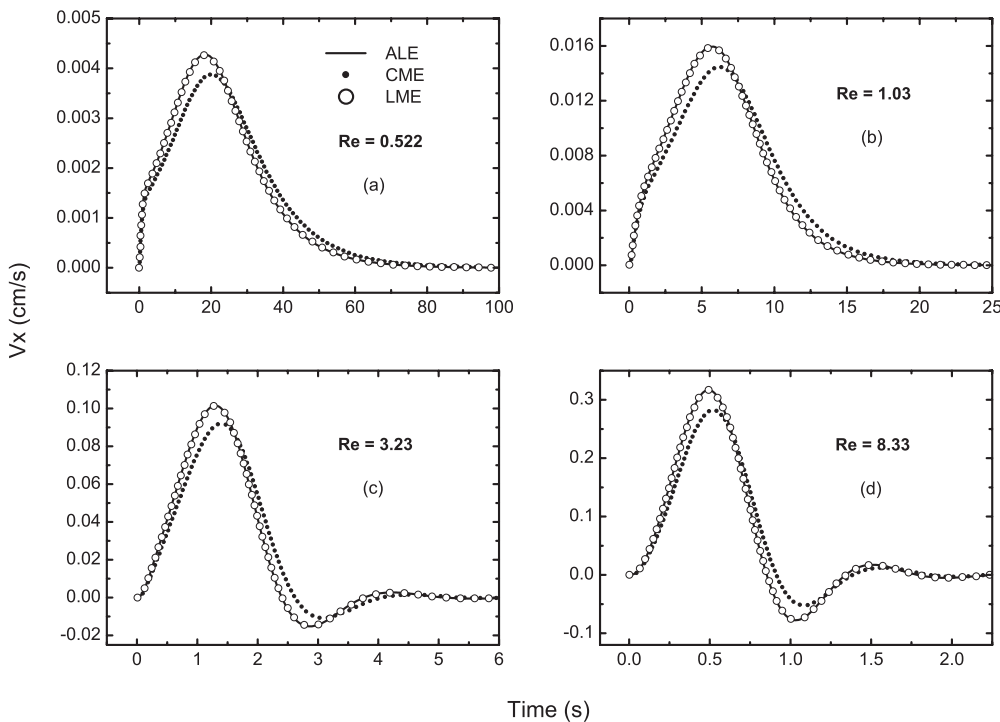 0.005
0.004
0.003
0.002
0.001
0.000
0 20 40 60 80 100
ALE
CME
LME
Re = 0.522
(a)
0.016
0.012
0.008
0.004
0.000
0 5 10 15 20 25
Re = 1.03
(b)
Vx (cm/s)
0.12
0.10
0.08
0.06
0.04
0.02
0.00
-0.02
0 1 2 3 4 5 6
Re = 3.23
(c)
0.3
0.2
0.1
0.0
-0.1
0.0 0.5 1.0 1.5 2.0
Re = 8.33
(d)
Time (s)